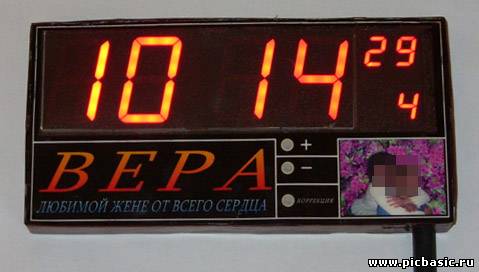 10 14 29
4
ВЕРА
+
−
ЛЮБИМОЙ ЖЕНЕ ОТ ВСЕГО СЕРДЦА
КОРРЕКЦИЯ
www.picbasic.ru